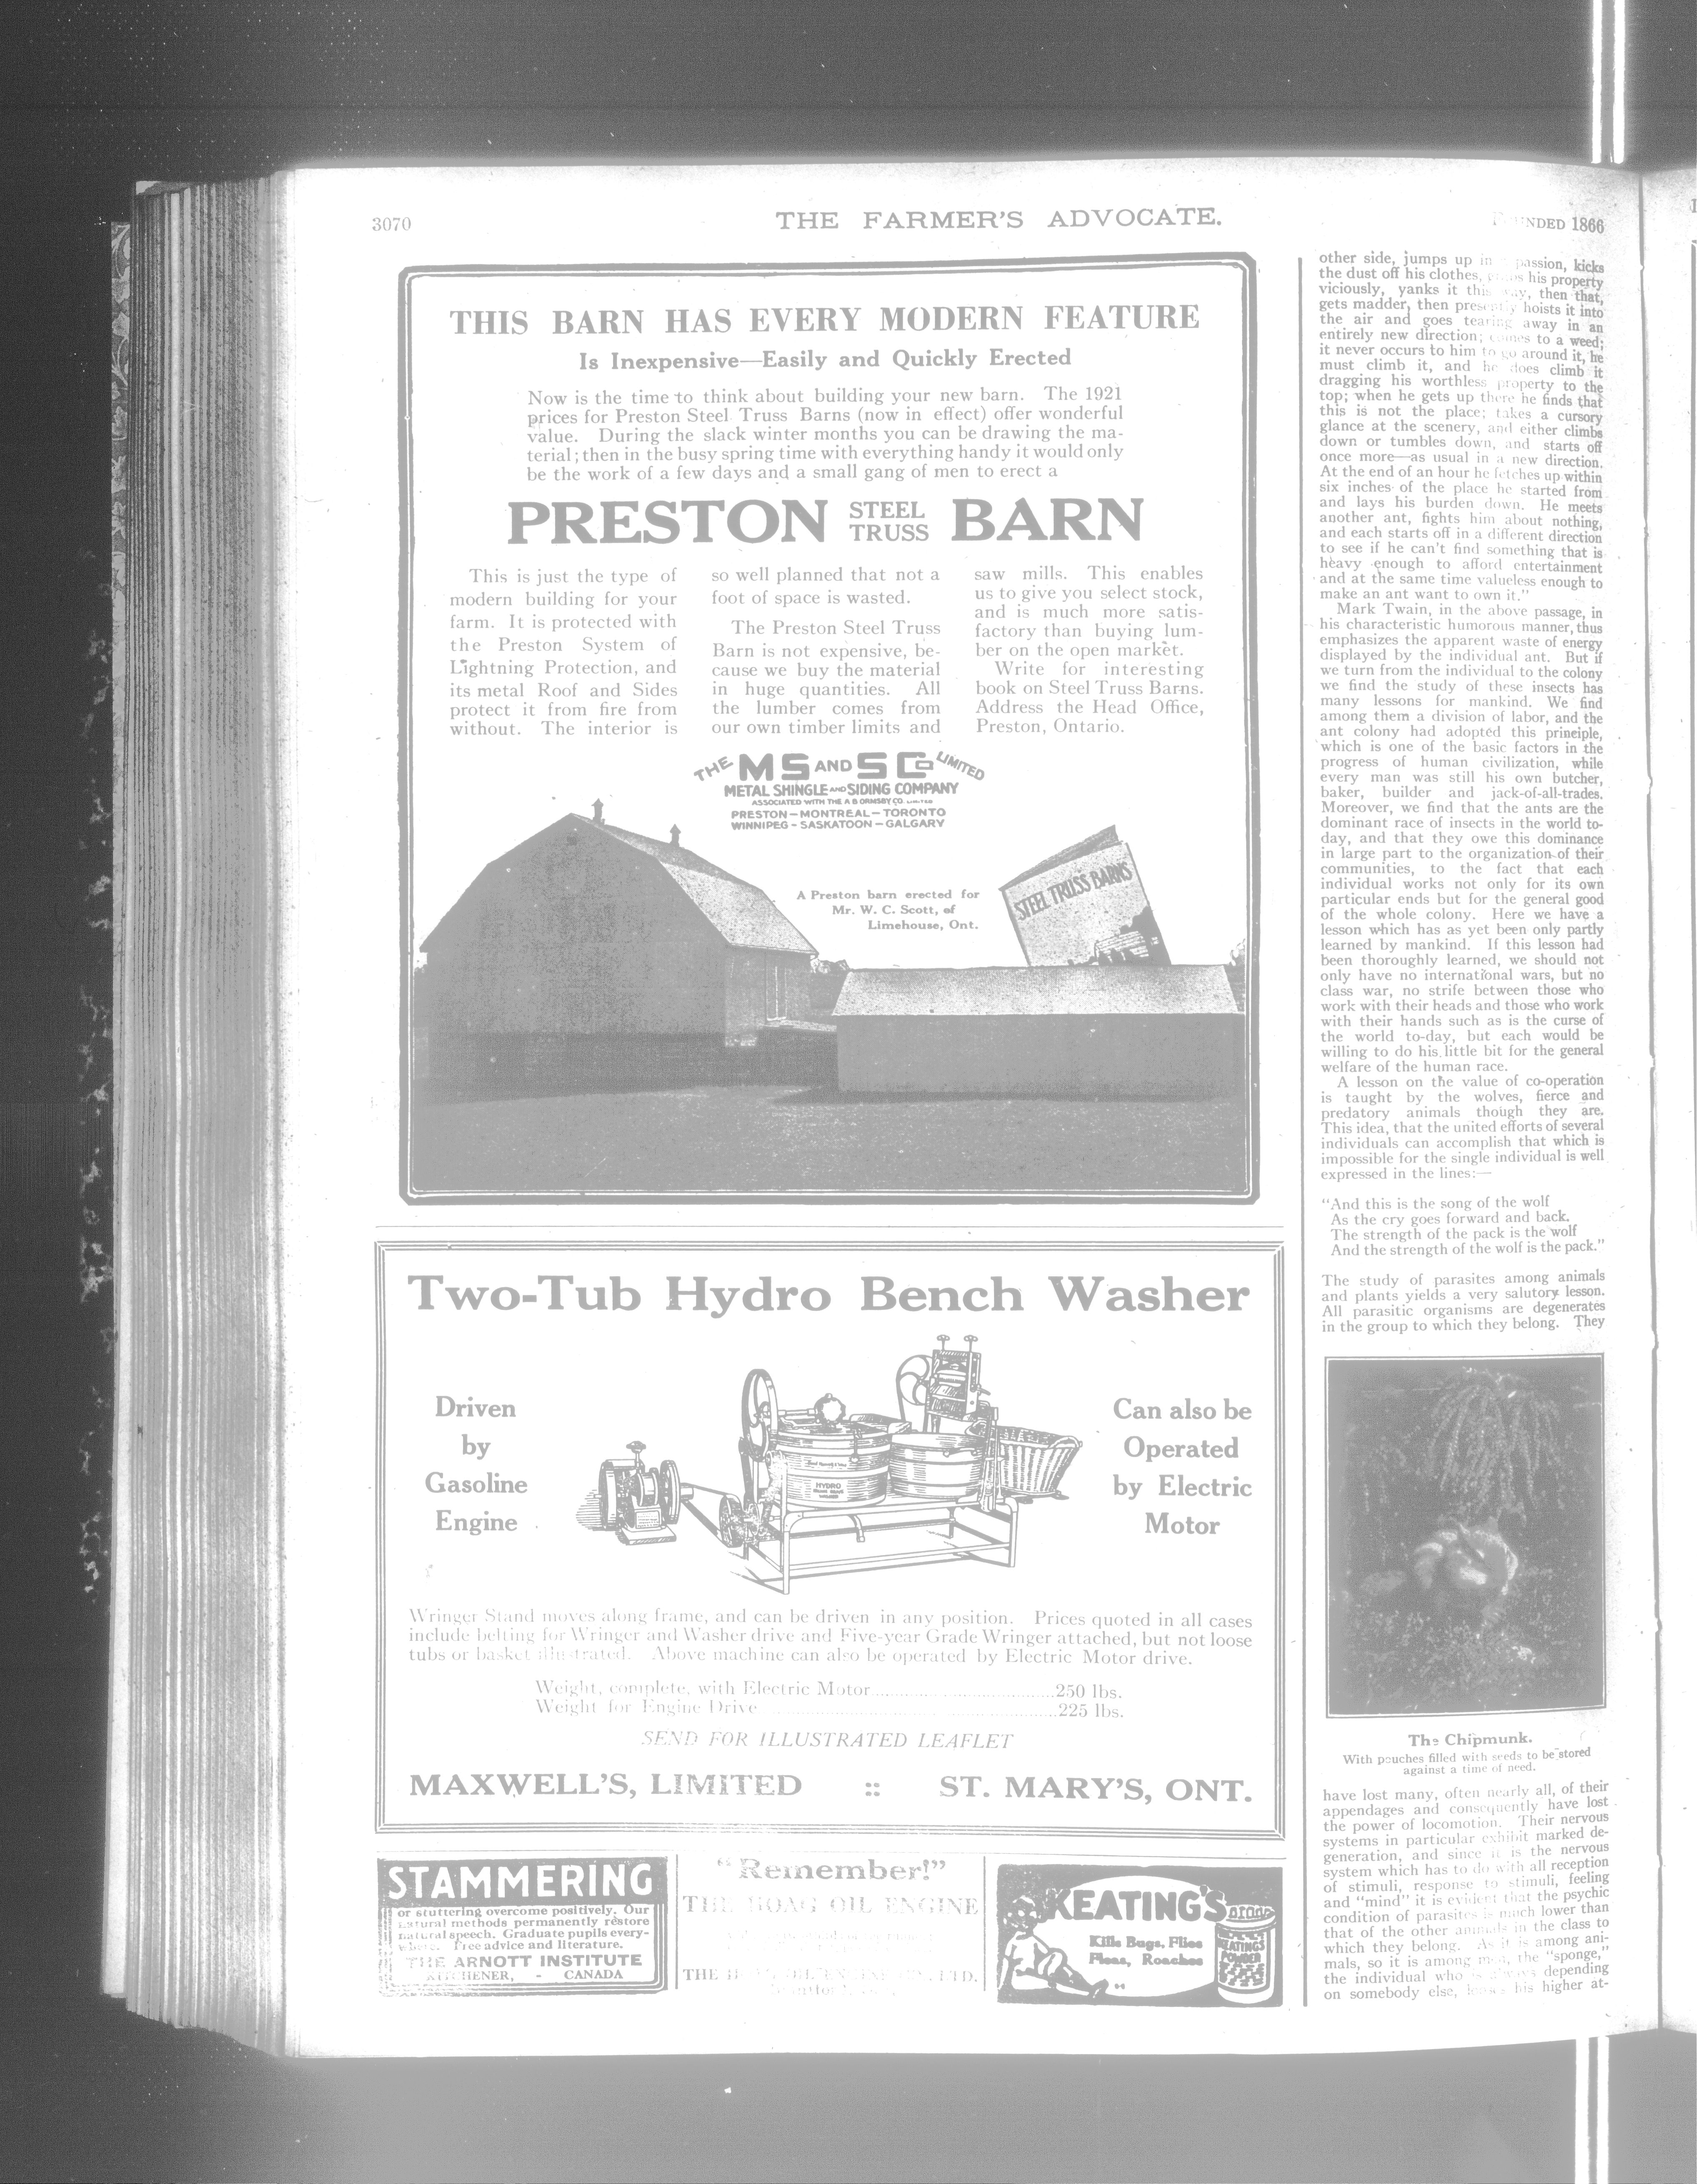 3070
THE FARMER'S ADVOCATE.
NDED 1866
THIS BARN HAS EVERY MODERN FEATURE
Is Inexpensive—Easily and Quickly Erected
Now is the time to think about building your new barn. The 1921
prices for Preston Steel Truss Barns (now in effect) offer wonderful
value. During the slack winter months you can be drawing the ma-
terial; then in the busy spring time with everything handy it would only
be the work of a few days and a small gang of men to erect a
PRESTON STEEL TRUSS BARN
This is just the type of
modern building for your
farm. It is protected with
the Preston System of
Lightning Protection, and
its metal Roof and Sides
protect it from fire from
without. The interior is
so well planned that not a
foot of space is wasted.
The Preston Steel Truss
Barn is not expensive, be-
cause we buy the material
in huge quantities. All
the lumber comes from
our own timber limits and
saw mills. This enables
us to give you select stock,
and is much more satis-
factory than buying lum-
ber on the open market.
Write for interesting
book on Steel Truss Barns.
Address the Head Office,
Preston, Ontario.
THE M S AND S Co LIMITED
METAL SHINGLE AND SIDING COMPANY
ASSOCIATED WITH THE A B ORMSBY CO. LIMITED
PRESTON—MONTREAL—TORONTO
WINNIPEG - SASKATOON - GALGARY
A Preston barn erected for
Mr. W. C. Scott, of
Limehouse, Ont.
STEEL TRUSS BARNS
Two-Tub Hydro Bench Washer
Driven
by
Gasoline
Engine
HYDRO
Can also be
Operated
by Electric
Motor
Wringer Stand moves along frame, and can be driven in any position. Prices quoted in all cases
include belting for Wringer and Washer drive and Five-year Grade Wringer attached, but not loose
tubs or basket illustrated. Above machine can also be operated by Electric Motor drive.
Weight, complete, with Electric Motor..................................250 lbs.
Weight for Engine Drive ..................................225 lbs.
SEND FOR ILLUSTRATED LEAFLET
MAXWELL'S, LIMITED :: ST. MARY'S, ONT.
STAMMERING
or stuttering overcome positively. Our
natural methods permanently restore
natural speech. Graduate pupils every-
where. Free advice and literature.
THE ARNOTT INSTITUTE
KITCHENER, - CANADA
"Remember!"
THE HOAG OIL ENGINE
THE LTD.
KEATING'S
Kills Bugs, Flies
Fleas, Roaches
KEATING'S
POWDER
other side, jumps up in passion, kicks
the dust off his clothes, his property
viciously, yanks it this way, then that,
gets madder, then presently hoists it into
the air and goes tearing away in an
entirely new direction; comes to a weed;
it never occurs to him to go around it, he
must climb it, and he does climb it
dragging his worthless property to the
top; when he gets up there he finds that
this is not the place; takes a cursory
glance at the scenery, and either climbs
down or tumbles down, and starts off
once more—as usual in a new direction.
At the end of an hour he fetches up within
six inches of the place he started from
and lays his burden down. He meets
another ant, fights him about nothing,
and each starts off in a different direction
to see if he can't find something that is
heavy enough to afford entertainment
and at the same time valueless enough to
make an ant want to own it."
Mark Twain, in the above passage, in
his characteristic humorous manner, thus
emphasizes the apparent waste of energy
displayed by the individual ant. But if
we turn from the individual to the colony
we find the study of these insects has
many lessons for mankind. We find
among them a division of labor, and the
ant colony had adopted this prineiple,
which is one of the basic factors in the
progress of human civilization, while
every man was still his own butcher,
baker, builder and jack-of-all-trades.
Moreover, we find that the ants are the
dominant race of insects in the world to-
day, and that they owe this dominance
in large part to the organization of their
communities, to the fact that each
individual works not only for its own
particular ends but for the general good
of the whole colony. Here we have a
lesson which has as yet been only partly
learned by mankind. If this lesson had
been thoroughly learned, we should not
only have no international wars, but no
class war, no strife between those who
work with their heads and those who work
with their hands such as is the curse of
the world to-day, but each would be
willing to do his little bit for the general
welfare of the human race.
A lesson on the value of co-operation
is taught by the wolves, fierce and
predatory animals though they are.
This idea, that the united efforts of several
individuals can accomplish that which is
impossible for the single individual is well
expressed in the lines:—
"And this is the song of the wolf
As the cry goes forward and back.
The strength of the pack is the wolf
And the strength of the wolf is the pack."
The study of parasites among animals
and plants yields a very salutory lesson.
All parasitic organisms are degenerates
in the group to which they belong. They
The Chipmunk.
With pouches filled with seeds to be stored
against a time of need.
have lost many, often nearly all, of their
appendages and consequently have lost
the power of locomotion. Their nervous
systems in particular exhibit marked de-
generation, and since it is the nervous
system which has to do with all reception
of stimuli, response to stimuli, feeling
and "mind" it is evident that the psychic
condition of parasites is much lower than
that of the other animals in the class to
which they belong. As it is among ani-
mals, so it is among men, the "sponge,"
the individual who is always depending
on somebody else, his higher at-